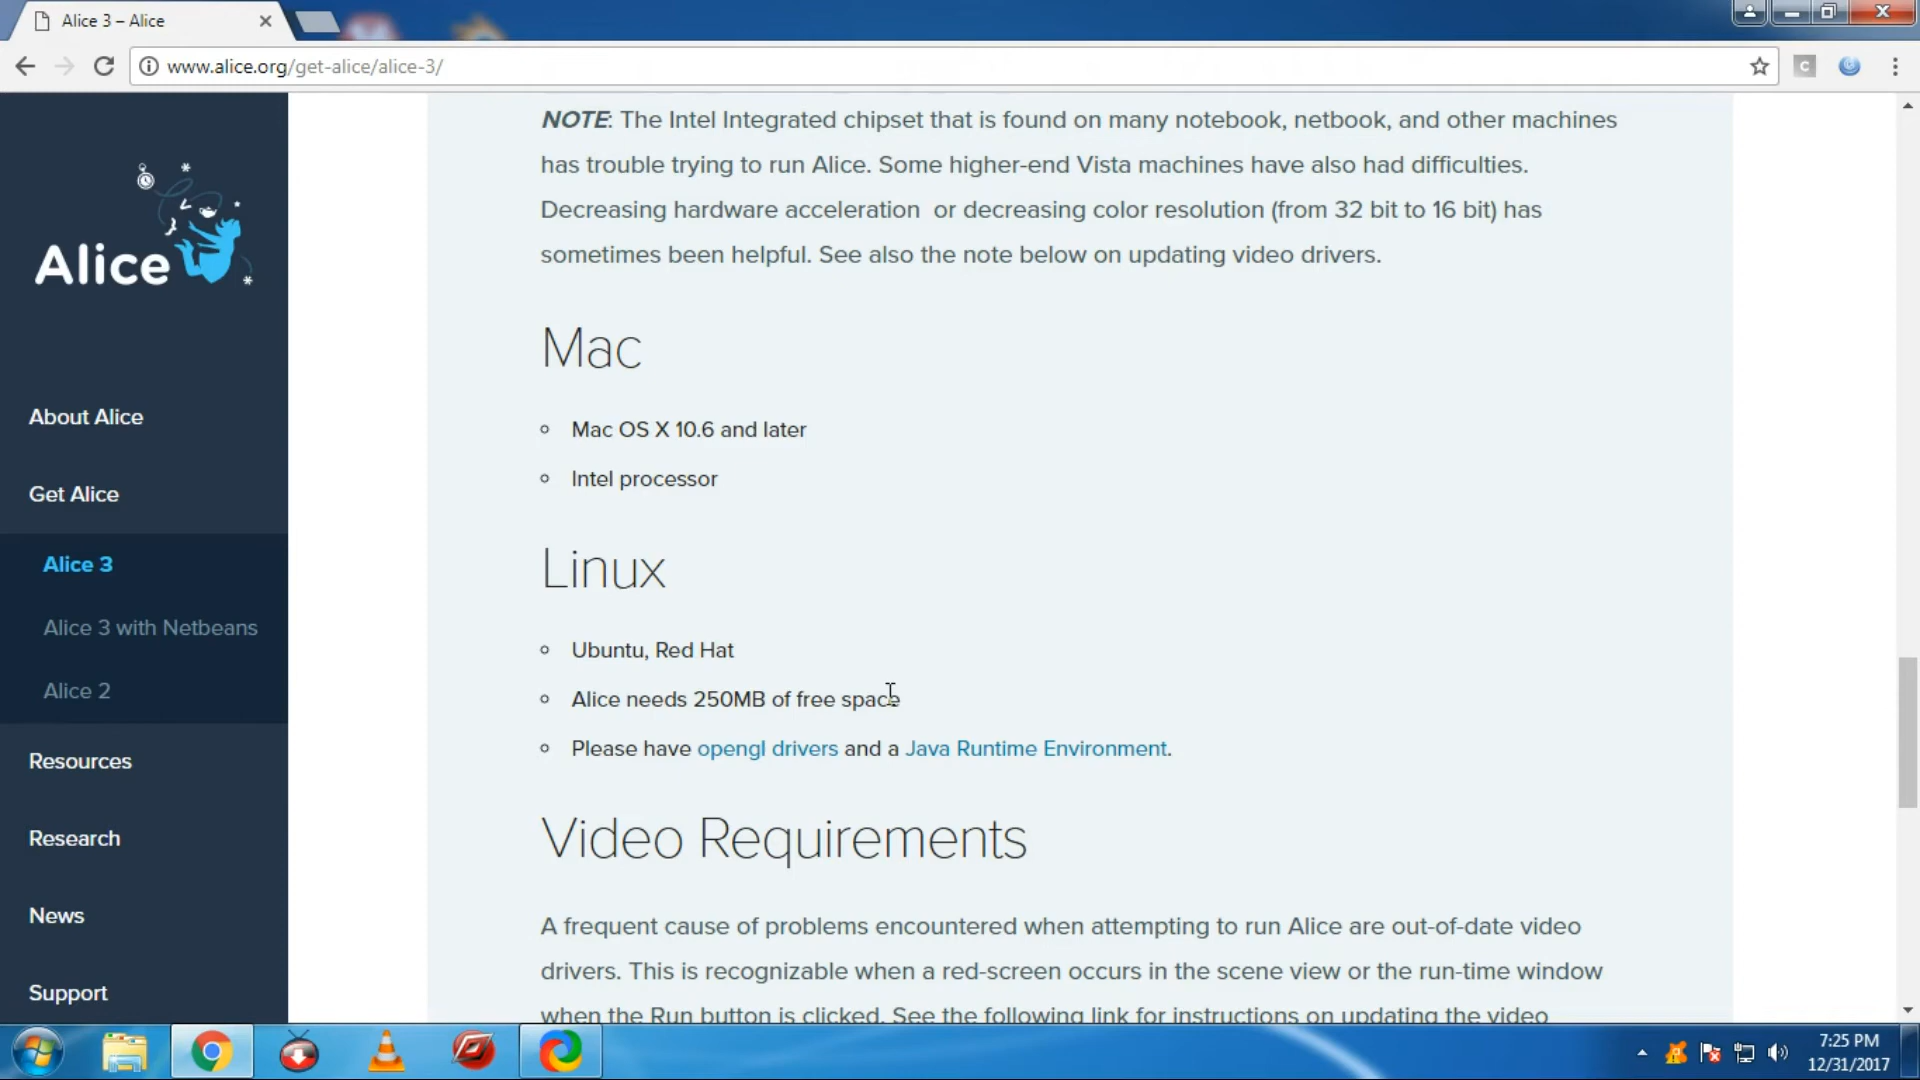 Alice 3 – Alice
www.alice.org/get-alice/alice-3/
C
Alice
About Alice
Get Alice
Alice 3
Alice 3 with Netbeans
Alice 2
Resources
Research
News
Support
NOTE: The Intel Integrated chipset that is found on many notebook, netbook, and other machines
has trouble trying to run Alice. Some higher-end Vista machines have also had difficulties.
Decreasing hardware acceleration or decreasing color resolution (from 32 bit to 16 bit) has
sometimes been helpful. See also the note below on updating video drivers.
Mac
Mac OS X 10.6 and later
Intel processor
Linux
Ubuntu, Red Hat
Alice needs 250MB of free space
Please have opengl drivers and a Java Runtime Environment.
Video Requirements
A frequent cause of problems encountered when attempting to run Alice are out-of-date video
drivers. This is recognizable when a red-screen occurs in the scene view or the run-time window
when the Run button is clicked. See the following link for instructions on updating the video
7:25 PM
12/31/2017